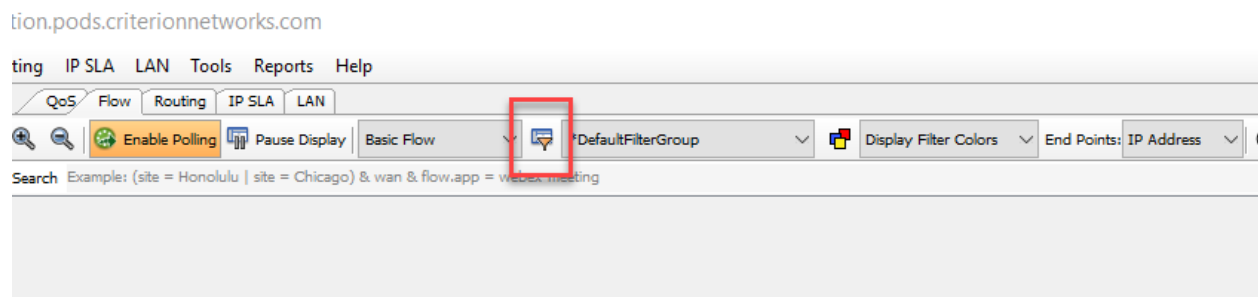 tion.pods.criterionnetworks.com
ting IP SLA LAN Tools Reports Help
QoS Flow Routing IP SLA LAN
Enable Polling Pause Display Basic Flow *DefaultFilterGroup Display Filter Colors End Points: IP Address
Search Example: (site = Honolulu | site = Chicago) & wan & flow.app = webex meeting